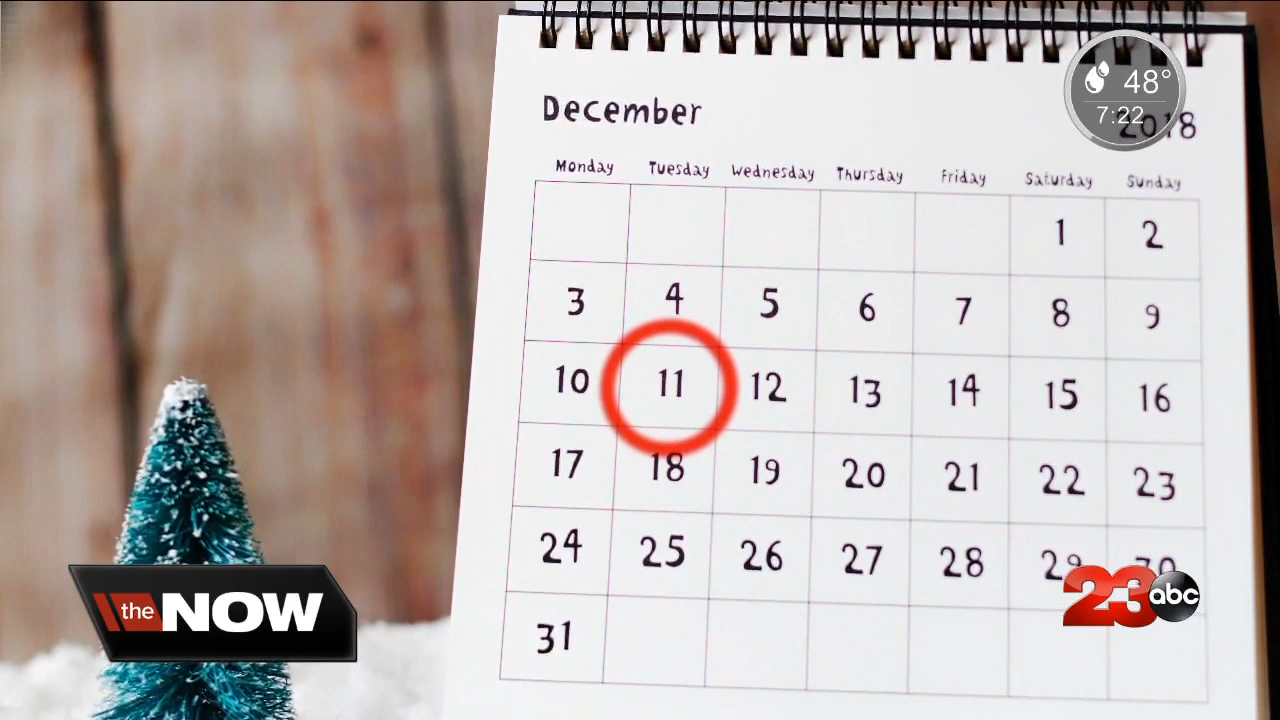 December
48°
7:22
2018
Monday Tuesday Wednesday Thursday Friday Saturday Sunday
1 2
3 4 5 6 7 8 9
10 11 12 13 14 15 16
17 18 19 20 21 22 23
24 25 26 27 28 29 30
31
the NOW
23 abc